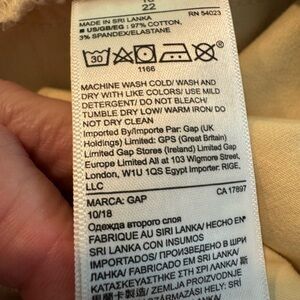 22
MADE IN SRI LANKA RN 54023
■ US/GB/EG : 97% COTTON,
3% SPANDEX/ELASTANE
30
1166
MACHINE WASH COLD/ WASH AND
DRY WITH LIKE COLORS/ USE MILD
DETERGENT/ DO NOT BLEACH/
TUMBLE DRY LOW/ WARM IRON/ DO
NOT DRY CLEAN
Imported By/Importe Par: Gap (UK
Holdings) Limited: GPS (Great Britain)
Limited Gap Stores (Ireland) Limited Gap
Europe Limited All at 103 Wigmore Street,
London, W1U 1QS Egypt Importer: RIGE,
LLC
CA 17897
MARCA: GAP
10/18
Одежда второго слоя
FABRIQUE AU SRI LANKA/ HECHO EN
SRI LANKA CON INSUMOS
IMPORTADOS/ ПРОИЗВЕДЕНО В ШРИ
ЛАНКА/ FABRICADO EM SRI LANKA/
ΚΑΤΑΣΚΕΥΑΣΤΗΚΕ ΣΤΗ ΣΡΙ ΛΑΝΚΑ/